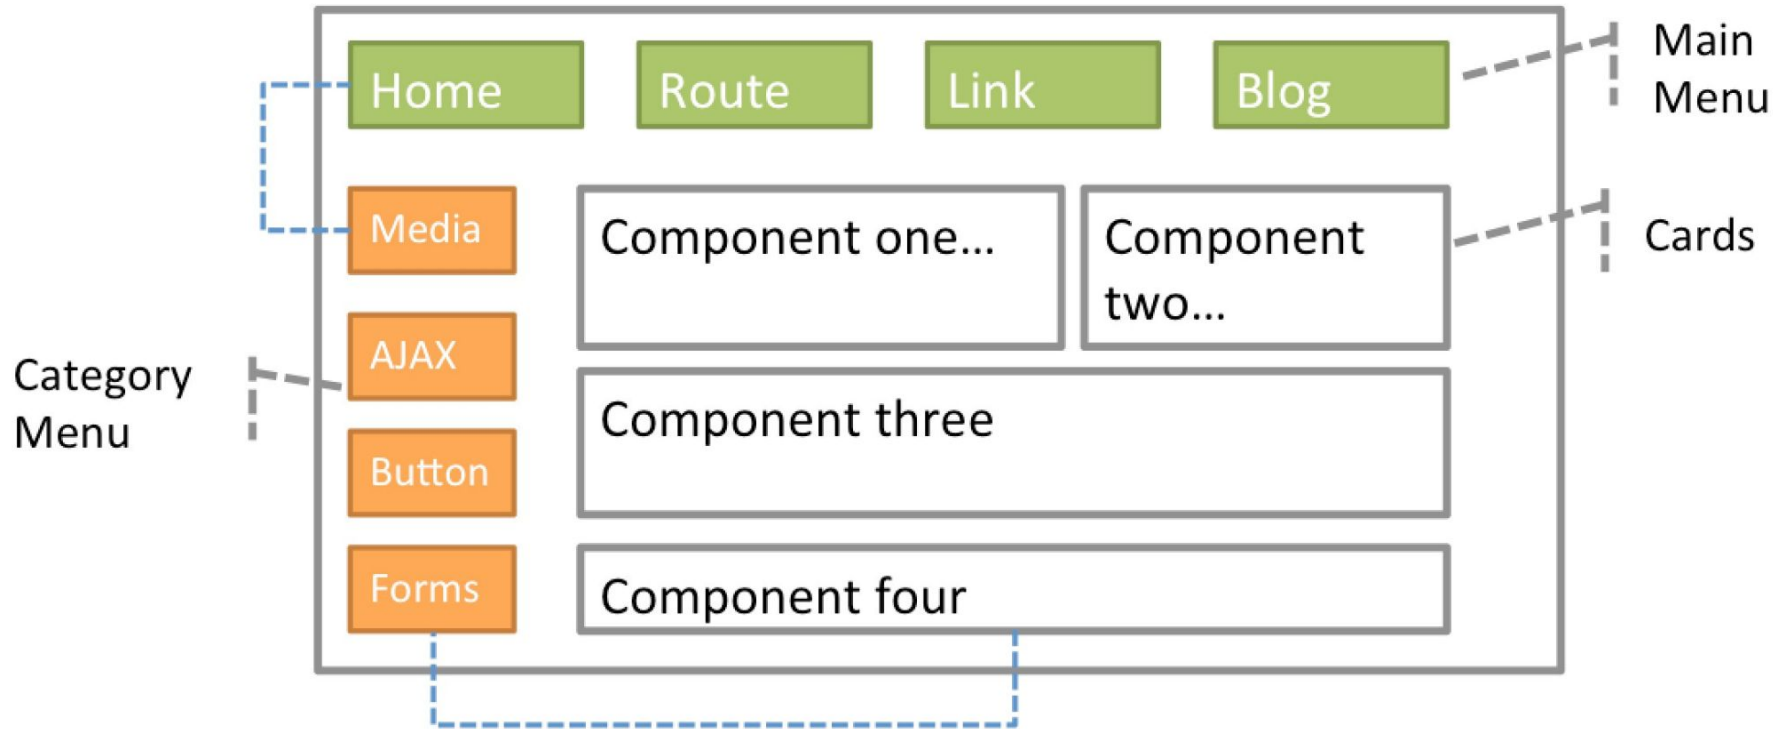 Home
Route
Link
Blog
Main
Menu
Media
Component one...
Component
two...
Cards
AJAX
Category
Menu
Component three
Button
Forms
Component four